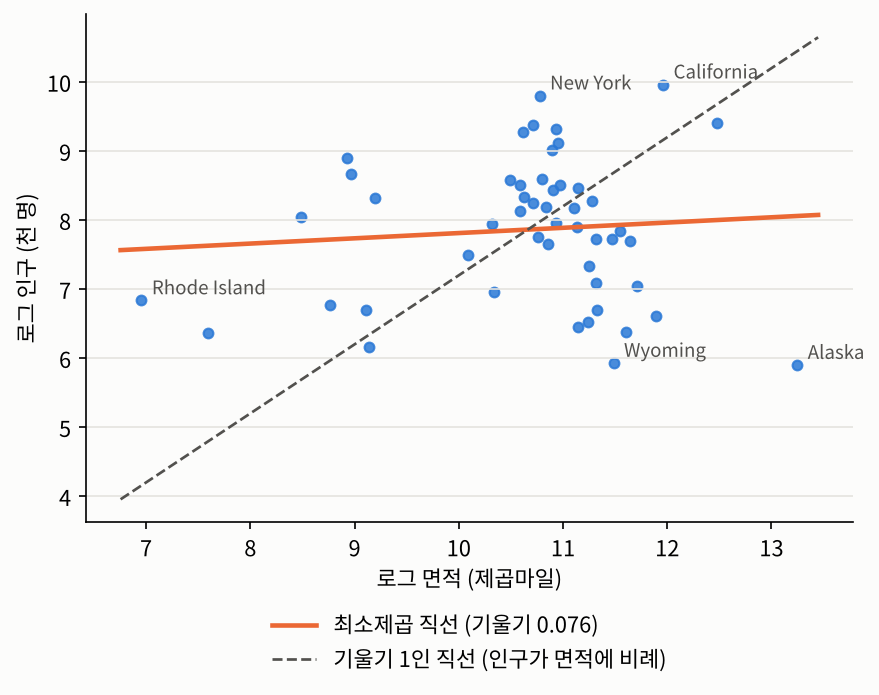 10
9
8
7
6
5
4
로그 인구 (천 명)
New York
California
Rhode Island
Wyoming
Alaska
7 8 9 10 11 12 13
로그 면적 (제곱마일)
최소제곱 직선 (기울기 0.076)
기울기 1인 직선 (인구가 면적에 비례)